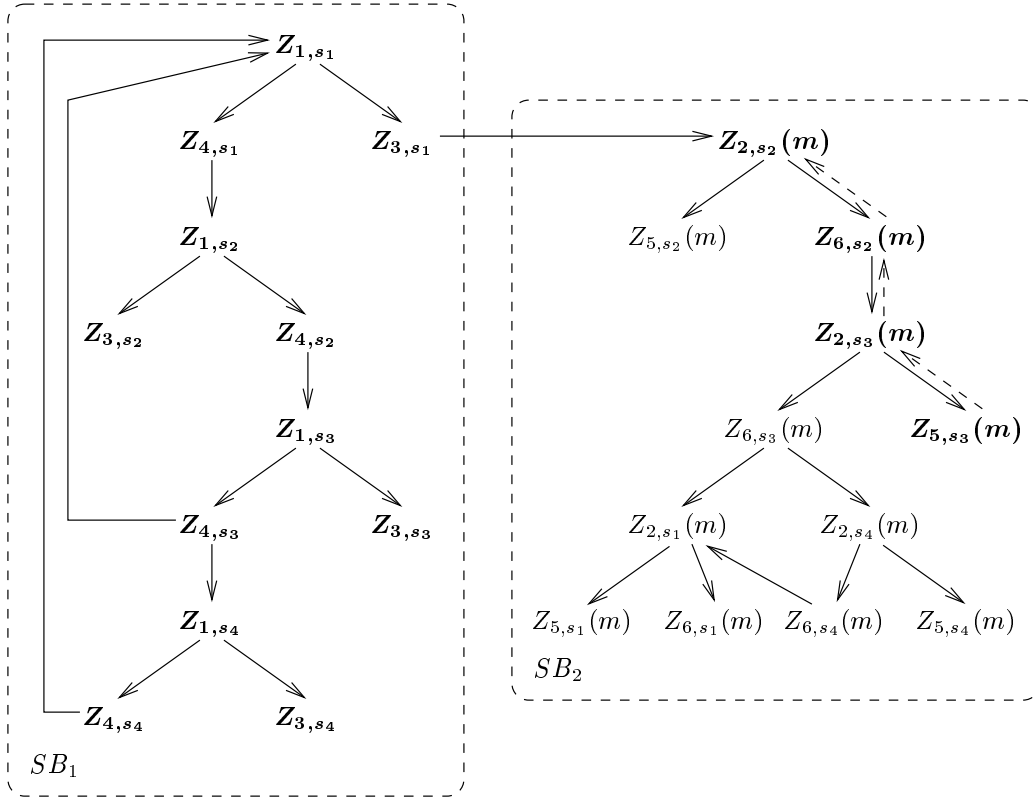 Z_{1,s_1}
Z_{4,s_1}
Z_{3,s_1}
Z_{1,s_2}
Z_{3,s_2}
Z_{4,s_2}
Z_{1,s_3}
Z_{4,s_3}
Z_{3,s_3}
Z_{1,s_4}
Z_{4,s_4}
Z_{3,s_4}
SB_1
Z_{2,s_2}(m)
Z_{5,s_2}(m)
Z_{6,s_2}(m)
Z_{2,s_3}(m)
Z_{6,s_3}(m)
Z_{5,s_3}(m)
Z_{2,s_1}(m)
Z_{2,s_4}(m)
Z_{5,s_1}(m)
Z_{6,s_1}(m)
Z_{6,s_4}(m)
Z_{5,s_4}(m)
SB_2